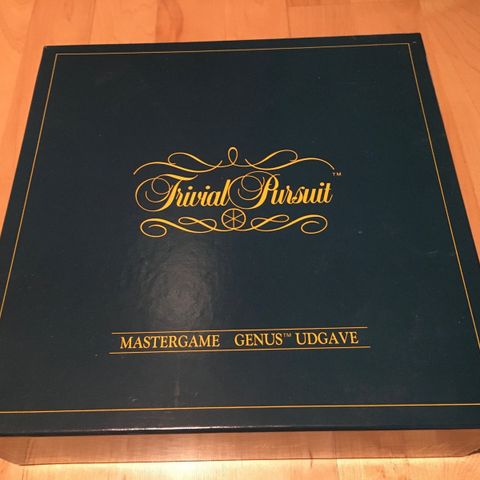 Trivial Pursuit™
MASTERGAME GENUS™ UDGAVE